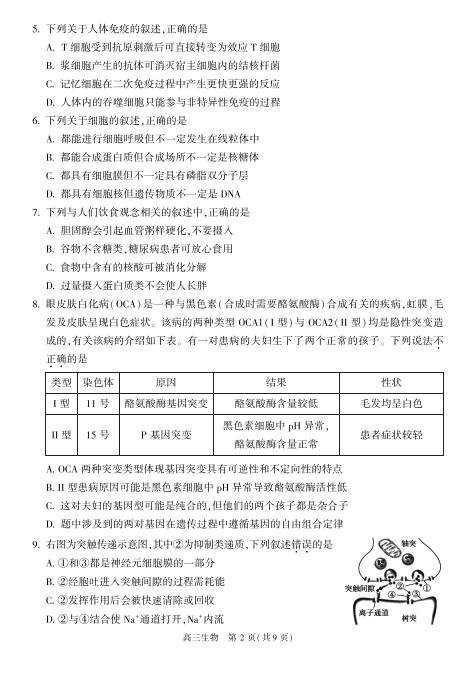 5. 下列关于人体免疫的叙述,正确的是
A. T细胞受到抗原刺激后可直接转变为效应T细胞
B. 浆细胞产生的抗体可消灭宿主细胞内的结核杆菌
C. 记忆细胞在二次免疫过程中产生更快更强的反应
D. 人体内的吞噬细胞只能参与非特异性免疫的过程
6. 下列关于细胞的叙述,正确的是
A. 都能进行细胞呼吸但不一定发生在线粒体中
B. 都能合成蛋白质但合成场所不一定是核糖体
C. 都具有细胞膜但不一定具有磷脂双分子层
D. 都具有细胞核但遗传物质不一定是DNA
7. 下列与人们饮食观念相关的叙述中,正确的是
A. 胆固醇会引起血管粥样硬化,不要摄入
B. 谷物不含糖类,糖尿病患者可放心食用
C. 食物中含有的核酸可被消化分解
D. 过量摄入蛋白质类不会使人长胖
8. 眼皮肤白化病(OCA)是一种与黑色素(合成时需要酪氨酸酶)合成有关的疾病,虹膜、毛
发及皮肤呈现白色症状。该病的两种类型OCA1(Ⅰ型)与OCA2(Ⅱ型)均是隐性突变造
成的,有关该病的介绍如下表。有一对患病的夫妇生下了两个正常的孩子。下列说法不
正确的是
类型 染色体 原因 结果 性状
Ⅰ型 11号 酪氨酸酶基因突变 酪氨酸酶含量较低 毛发均呈白色
Ⅱ型 15号 P基因突变 黑色素细胞中pH异常,
酪氨酸酶含量正常 患者症状较轻
A. OCA两种突变类型体现基因突变具有可逆性和不定向性的特点
B. Ⅱ型患病原因可能是黑色素细胞中pH异常导致酪氨酸酶活性低
C. 这对夫妇的基因型可能是纯合的,但他们的两个孩子都是杂合子
D. 题中涉及到的两对基因在遗传过程中遵循基因的自由组合定律
9. 右图为突触传递示意图,其中②为抑制类递质,下列叙述错误的是
A. ①和③都是神经元细胞膜的一部分
B. ②经胞吐进入突触间隙的过程需耗能
C. ②发挥作用后会被快速清除或回收
D. ②与④结合使Na⁺通道打开,Na⁺内流
轴突
突触间隙
②
①
④
③
离子通道
树突
高三生物 第2页(共9页)